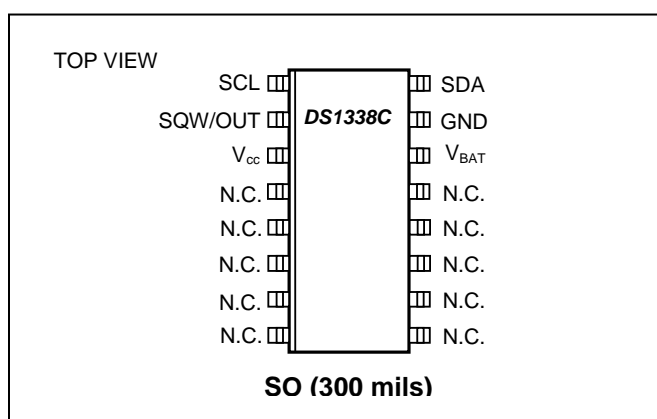 TOP VIEW
SCL SDA
SQW/OUT DS1338C GND
Vcc VBAT
N.C. N.C.
N.C. N.C.
N.C. N.C.
N.C. N.C.
N.C. N.C.
SO (300 mils)